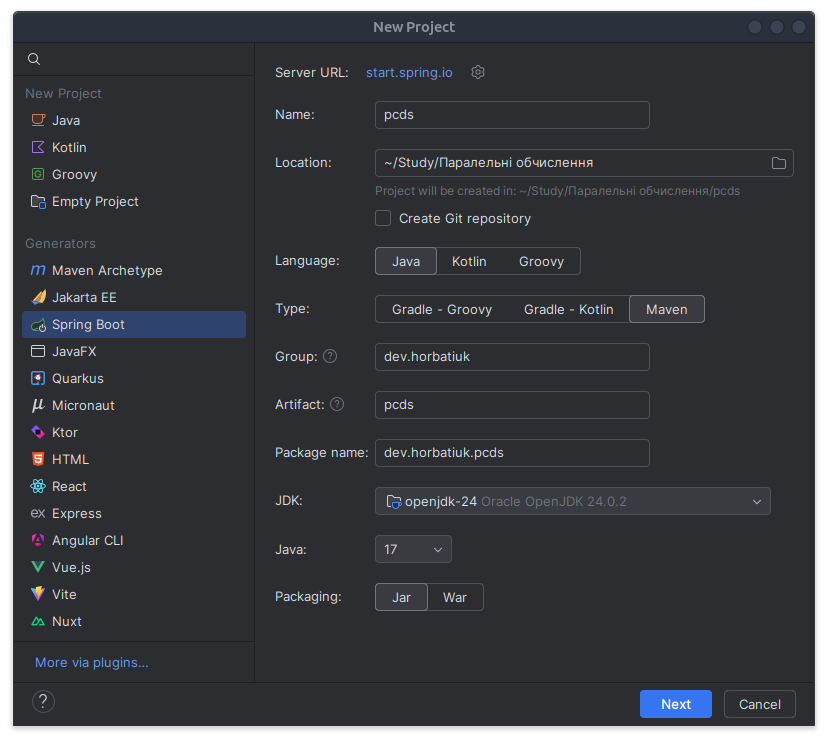 New Project
New Project
Java
Kotlin
Groovy
Empty Project
Generators
Maven Archetype
Jakarta EE
Spring Boot
JavaFX
Quarkus
Micronaut
Ktor
HTML
React
Express
Angular CLI
Vue.js
Vite
Nuxt
More via plugins...
Server URL: start.spring.io
Name: pcds
Location: ~/Study/Паралельні обчислення
Project will be created in: ~/Study/Паралельні обчислення/pcds
Create Git repository
Language: Java Kotlin Groovy
Type: Gradle - Groovy Gradle - Kotlin Maven
Group: ? dev.horbatiuk
Artifact: ? pcds
Package name: dev.horbatiuk.pcds
JDK: openjdk-24 Oracle OpenJDK 24.0.2
Java: 17
Packaging: Jar War
? Next Cancel